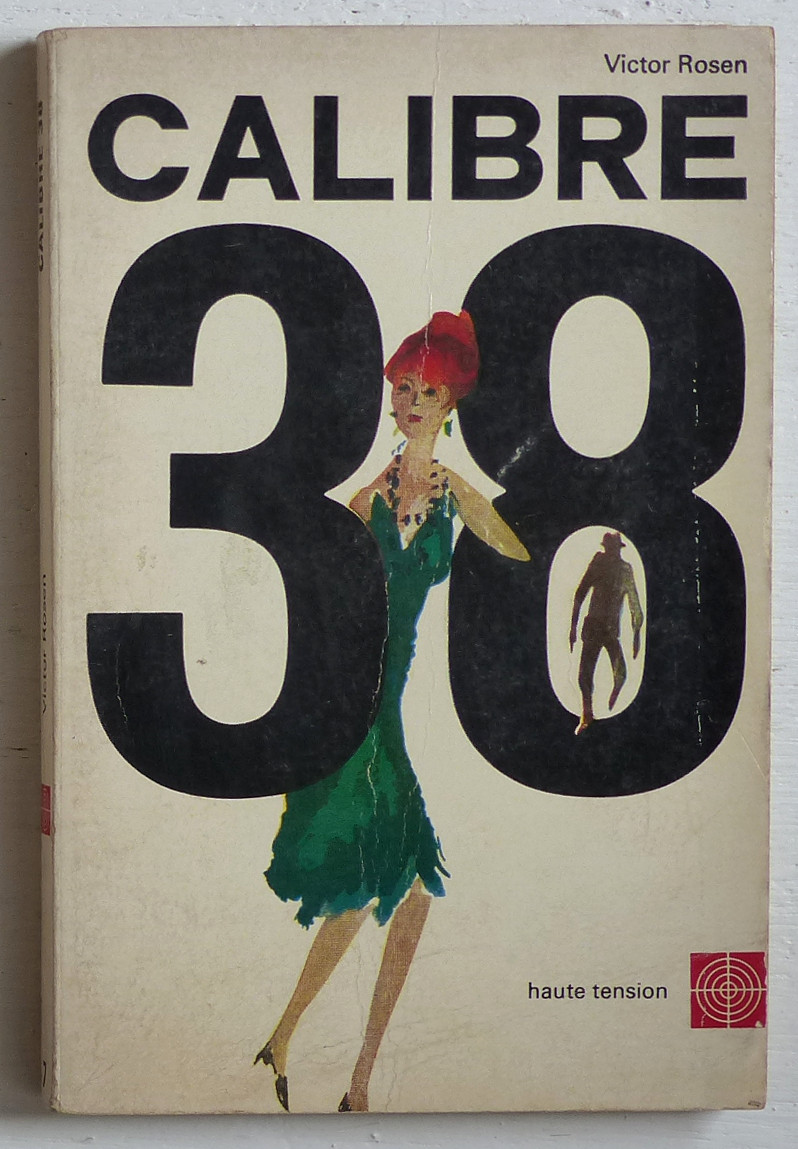 Victor Rosen
CALIBRE
38
haute tension
CALIBRE 38
Victor Rosen